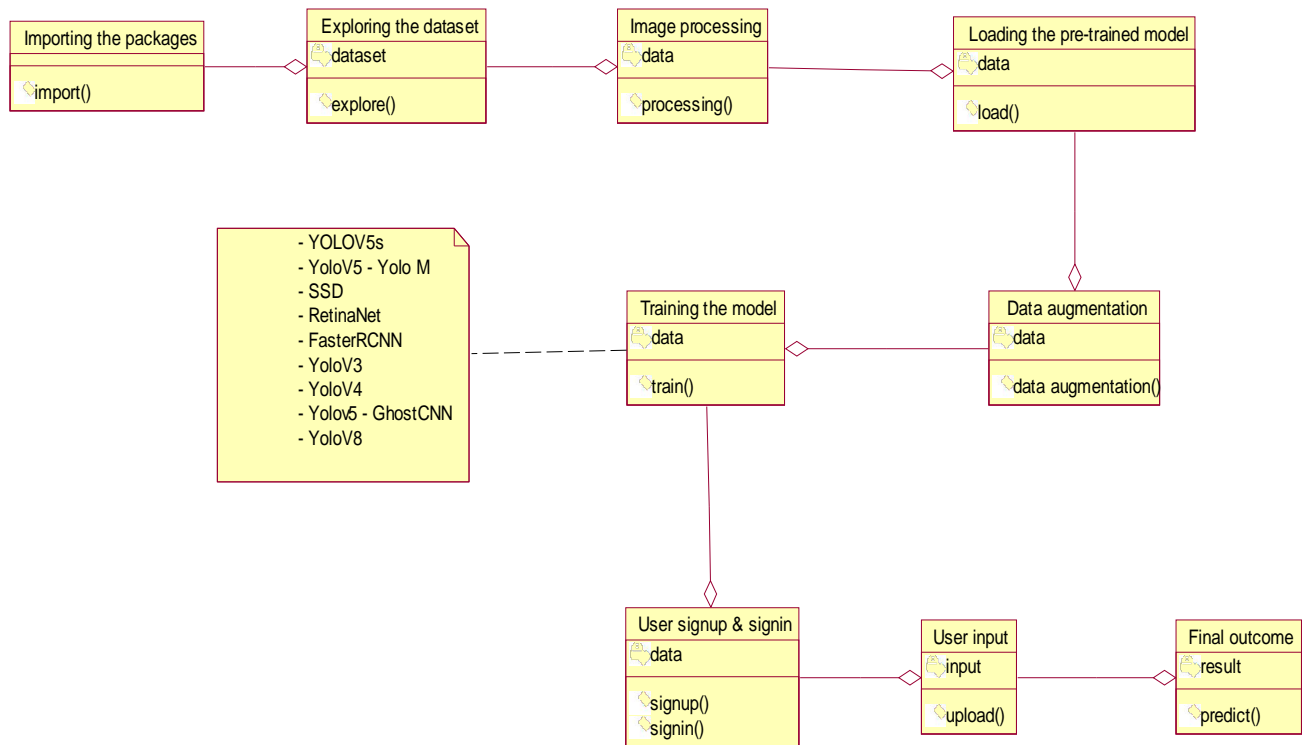 Importing the packages
import()
Exploring the dataset
dataset
explore()
Image processing
data
processing()
Loading the pre-trained model
data
load()
- YOLOV5s
- YoloV5 - Yolo M
- SSD
- RetinaNet
- FasterRCNN
- YoloV3
- YoloV4
- Yolov5 - GhostCNN
- YoloV8
Training the model
data
train()
Data augmentation
data
data augmentation()
User signup & signin
data
signup()
signin()
User input
input
upload()
Final outcome
result
predict()